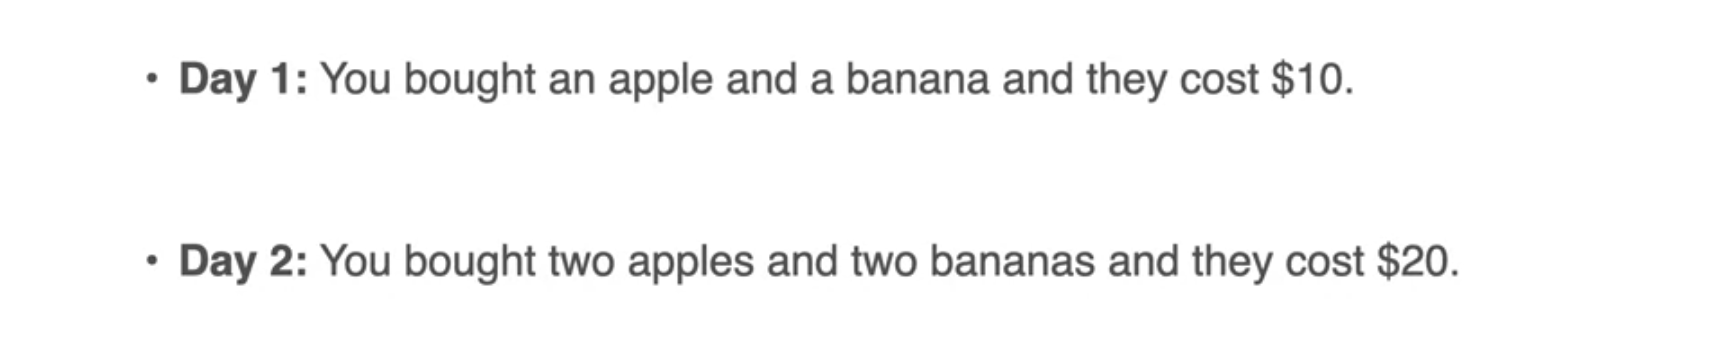 • Day 1: You bought an apple and a banana and they cost $10.
• Day 2: You bought two apples and two bananas and they cost $20.